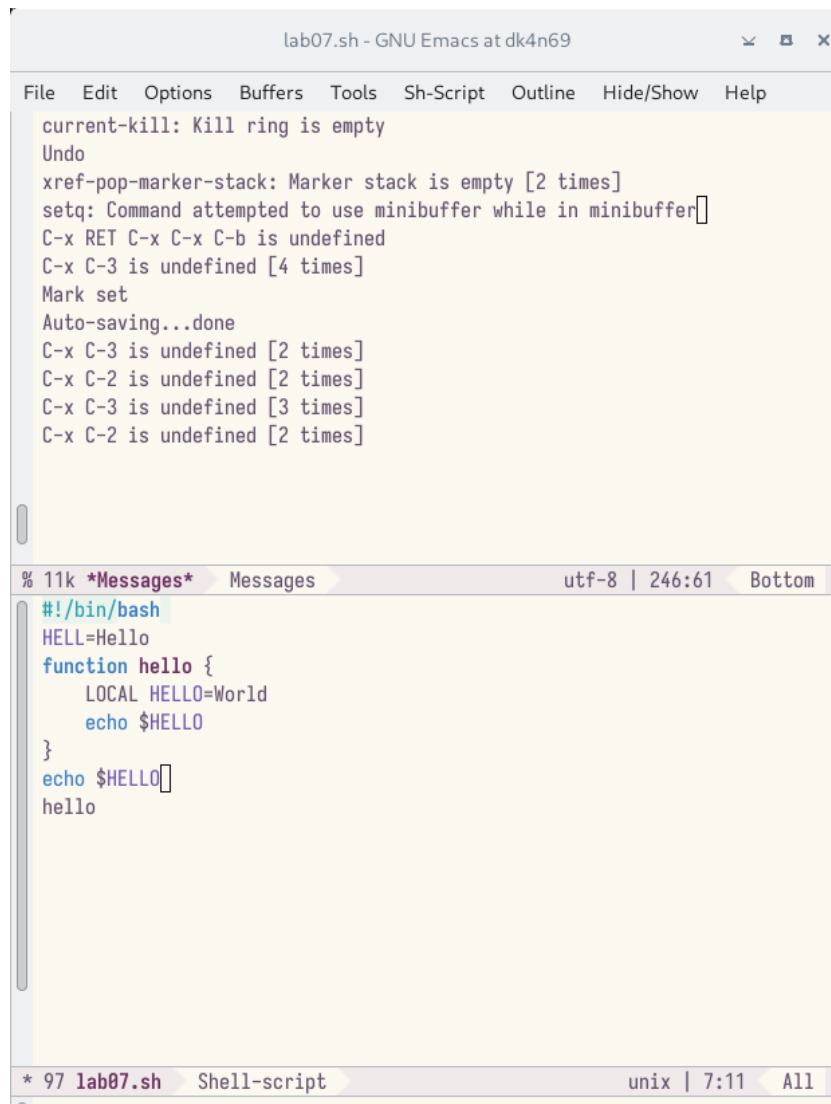 lab07.sh - GNU Emacs at dk4n69
File Edit Options Buffers Tools Sh-Script Outline Hide/Show Help
current-kill: Kill ring is empty
Undo
xref-pop-marker-stack: Marker stack is empty [2 times]
setq: Command attempted to use minibuffer while in minibuffer
C-x RET C-x C-x C-b is undefined
C-x C-3 is undefined [4 times]
Mark set
Auto-saving...done
C-x C-3 is undefined [2 times]
C-x C-2 is undefined [2 times]
C-x C-3 is undefined [3 times]
C-x C-2 is undefined [2 times]
% 11k *Messages* Messages utf-8 | 246:61 Bottom
#!/bin/bash
HELL=Hello
function hello {
    LOCAL HELLO=World
    echo $HELLO
}
echo $HELLO
hello
* 97 lab07.sh Shell-script unix | 7:11 All